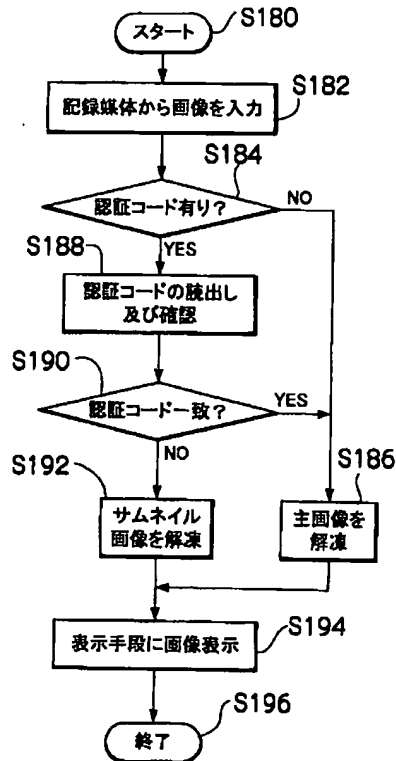 スタート
S180
記録媒体から画像を入力
S182
S184
認証コード有り？
NO
YES
S188
認証コードの読出し
及び確認
S190
認証コード一致？
YES
NO
S192
S186
サムネイル
画像を解凍
主画像を
解凍
表示手段に画像表示
S194
終了
S196